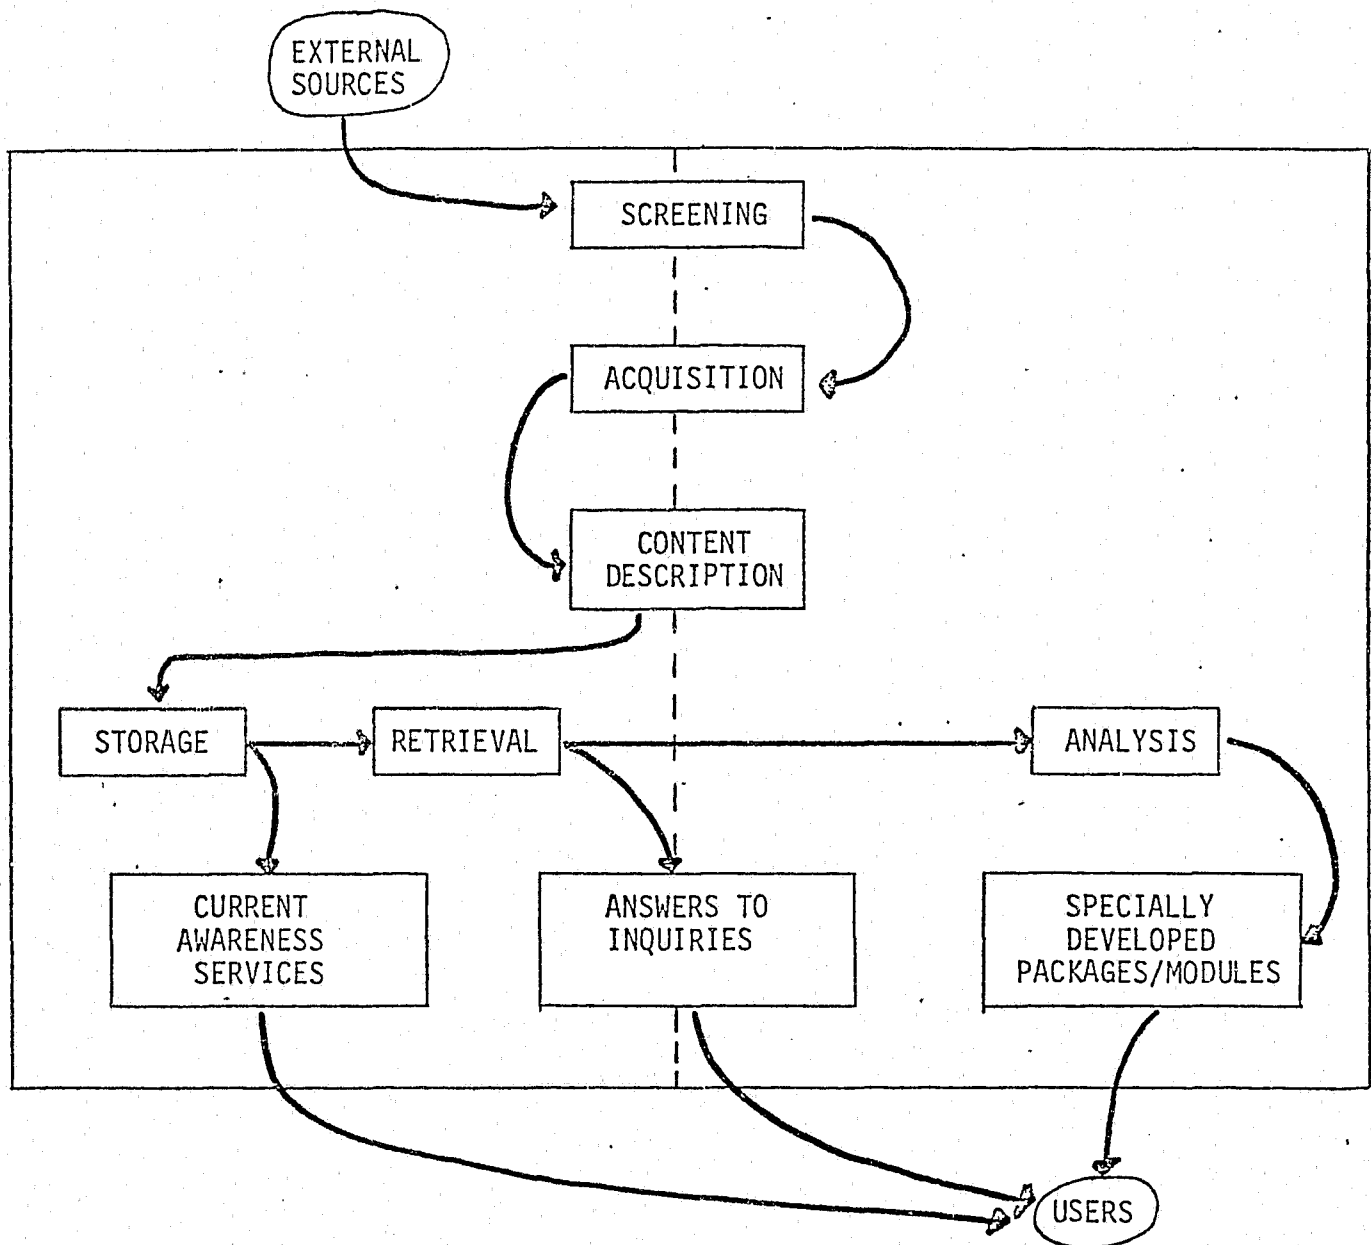 EXTERNAL
SOURCES
SCREENING
ACQUISITION
CONTENT
DESCRIPTION
STORAGE
RETRIEVAL
ANALYSIS
CURRENT
AWARENESS
SERVICES
ANSWERS TO
INQUIRIES
SPECIALLY
DEVELOPED
PACKAGES/MODULES
USERS